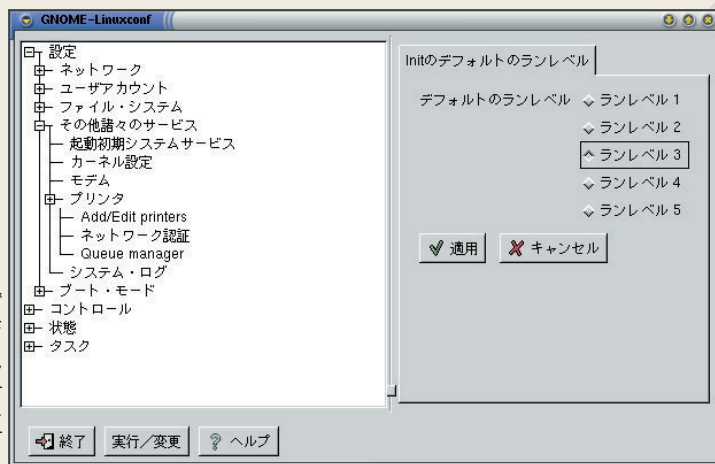 GNOME-Linuxconf
設定
ネットワーク
ユーザアカウント
ファイル・システム
その他諸々のサービス
起動初期システムサービス
カーネル設定
モデム
プリンタ
Add/Edit printers
ネットワーク認証
Queue manager
システム・ログ
ブート・モード
コントロール
状態
タスク
Initのデフォルトのランレベル
デフォルトのランレベル ランレベル 1
ランレベル 2
ランレベル 3
ランレベル 4
ランレベル 5
適用 キャンセル
終了 実行/変更 ? ヘルプ